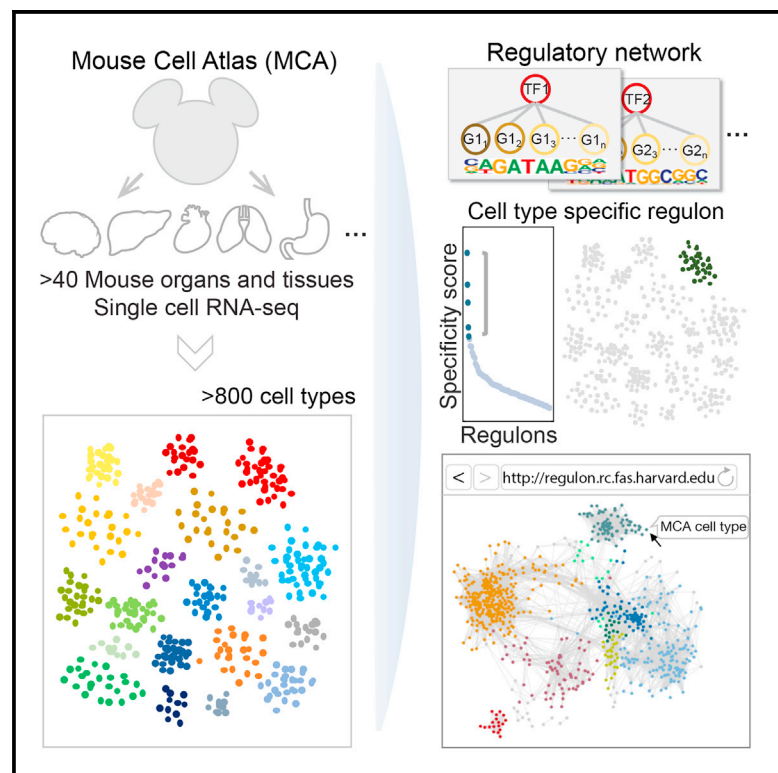 Mouse Cell Atlas (MCA)
...
>40 Mouse organs and tissues
Single cell RNA-seq
>800 cell types
Regulatory network
TF1
TF2
G1₁ G1₂ G1₃ ... G1ₙ
G2₃ ... G2ₙ
GATAAG
ATGGCGGC
...
Cell type specific regulon
Specificity score
Regulons
< > http://regulon.rc.fas.harvard.edu
MCA cell type